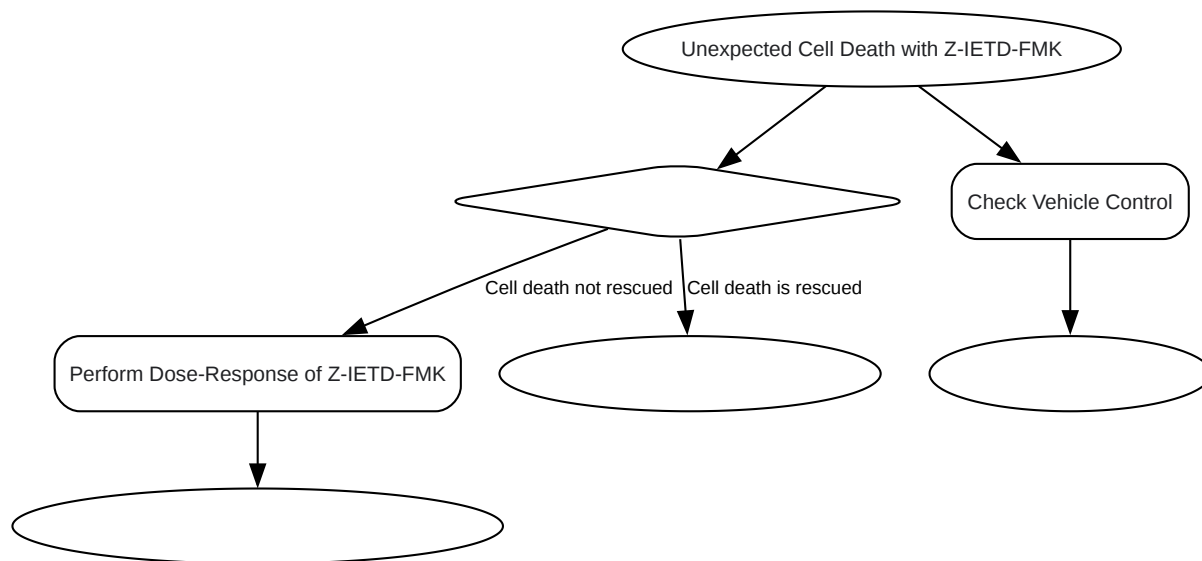 Unexpected Cell Death with Z-IETD-FMK
Check Vehicle Control
Cell death not rescued
Cell death is rescued
Perform Dose-Response of Z-IETD-FMK